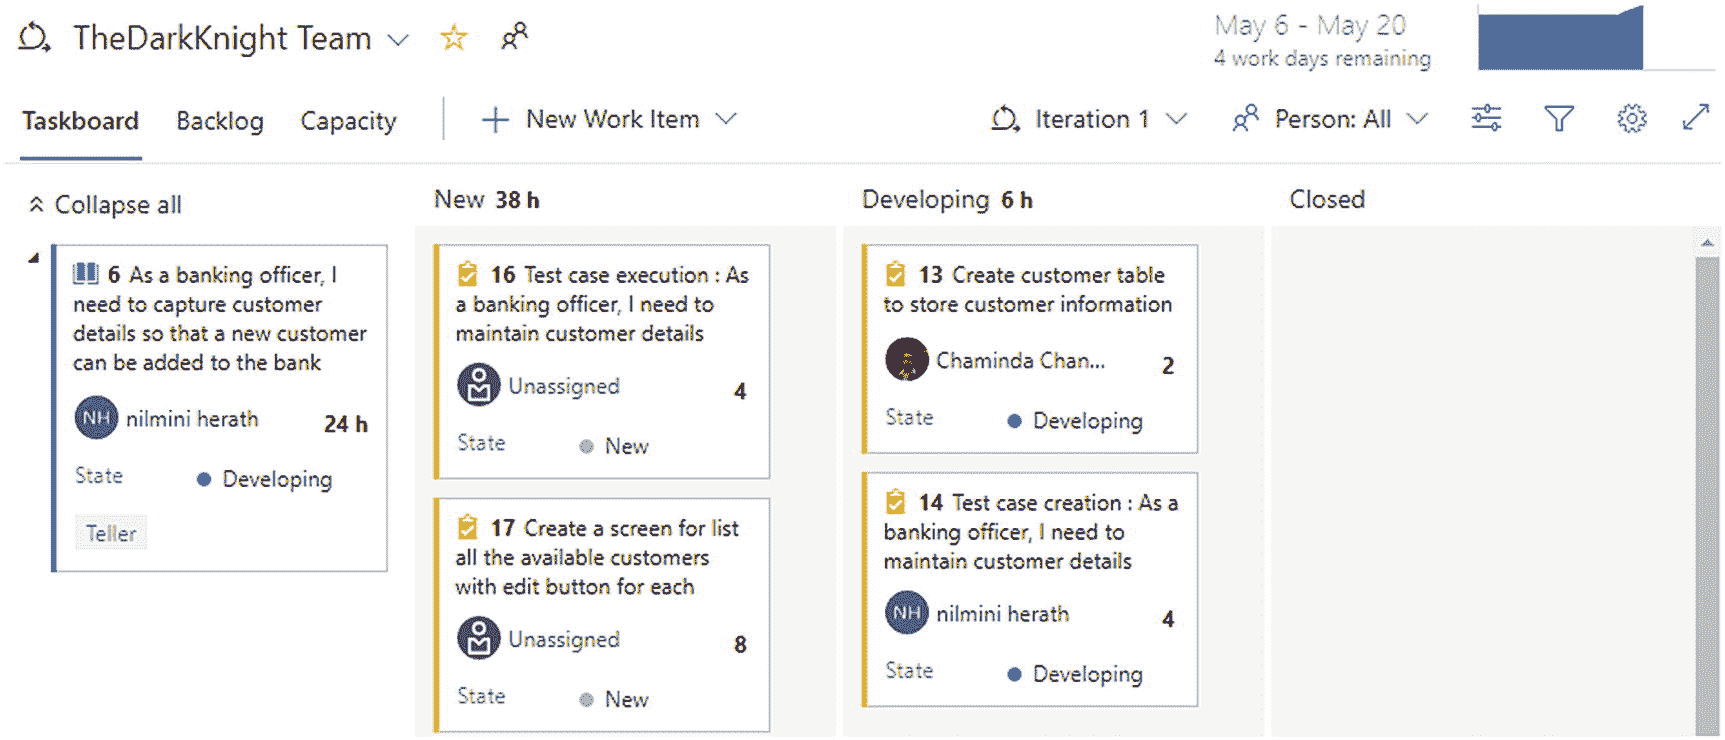 TheDarkKnight Team
May 6 - May 20
4 work days remaining
Taskboard
Backlog
Capacity
New Work Item
Iteration 1
Person: All
Collapse all
New 38 h
Developing 6 h
Closed
6 As a banking officer, I
need to capture customer
details so that a new customer
can be added to the bank
NH nilmini herath
24 h
State
Developing
Teller
16 Test case execution : As
a banking officer, I need to
maintain customer details
Unassigned
4
State
New
17 Create a screen for list
all the available customers
with edit button for each
Unassigned
8
State
New
13 Create customer table
to store customer information
Chaminda Chan...
2
State
Developing
14 Test case creation : As a
banking officer, I need to
maintain customer details
NH nilmini herath
4
State
Developing